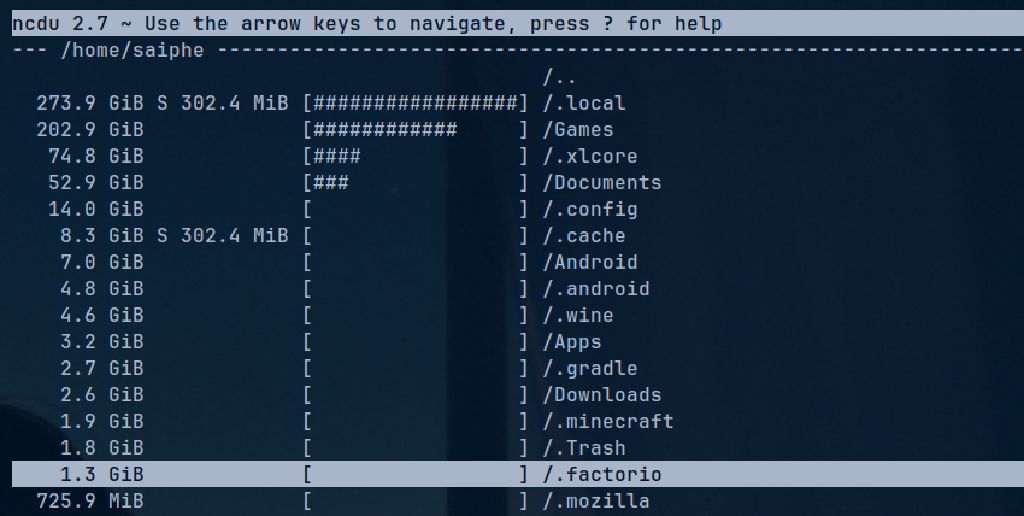 ncdu 2.7 ~ Use the arrow keys to navigate, press ? for help
--- /home/saiphe -------------------------------------------------------------------
/..
273.9 GiB S 302.4 MiB [#################] /.local
202.9 GiB [############     ] /Games
74.8 GiB [####             ] /.xlcore
52.9 GiB [###              ] /Documents
14.0 GiB [                 ] /.config
8.3 GiB S 302.4 MiB [                 ] /.cache
7.0 GiB [                 ] /Android
4.8 GiB [                 ] /.android
4.6 GiB [                 ] /.wine
3.2 GiB [                 ] /Apps
2.7 GiB [                 ] /.gradle
2.6 GiB [                 ] /Downloads
1.9 GiB [                 ] /.minecraft
1.8 GiB [                 ] /.Trash
1.3 GiB [                 ] /.factorio
725.9 MiB [                 ] /.mozilla